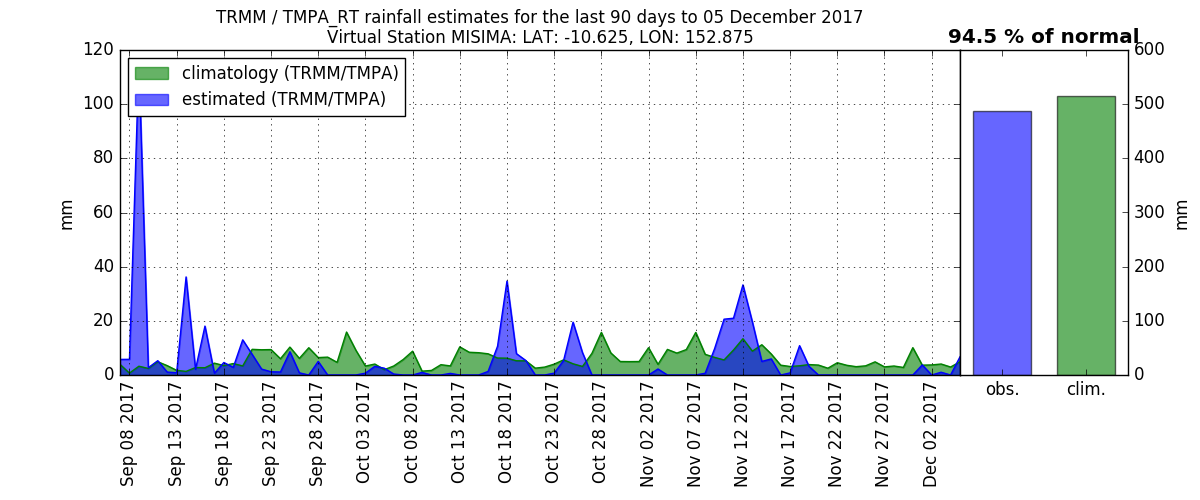 TRMM / TMPA_RT rainfall estimates for the last 90 days to 05 December 2017
Virtual Station MISIMA: LAT: -10.625, LON: 152.875
94.5 % of normal
climatology (TRMM/TMPA)
estimated (TRMM/TMPA)
120
100
80
60
40
20
0
mm
Sep 08 2017
Sep 13 2017
Sep 18 2017
Sep 23 2017
Sep 28 2017
Oct 03 2017
Oct 08 2017
Oct 13 2017
Oct 18 2017
Oct 23 2017
Oct 28 2017
Nov 02 2017
Nov 07 2017
Nov 12 2017
Nov 17 2017
Nov 22 2017
Nov 27 2017
Dec 02 2017
obs.
clim.
600
500
400
300
200
100
0
mm